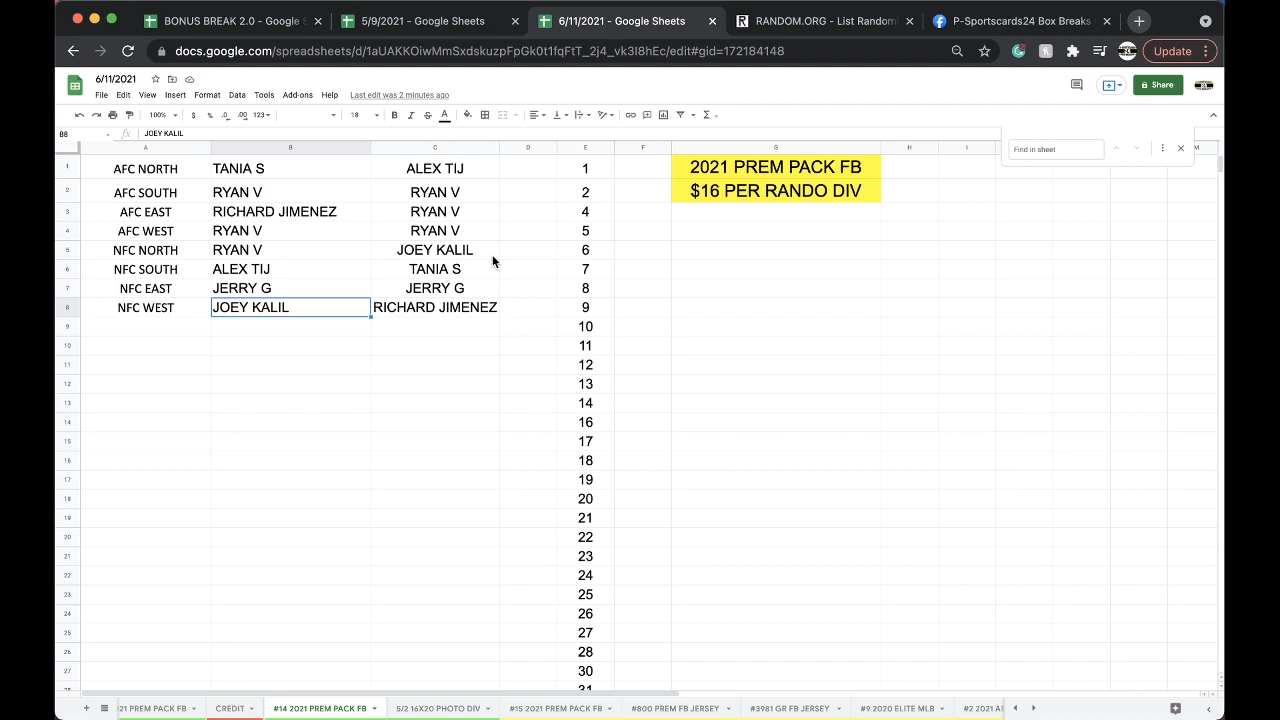 BONUS BREAK 2.0 - Google S
5/9/2021 - Google Sheets
6/11/2021 - Google Sheets
RANDOM.ORG - List Random
P-Sportscards24 Box Breaks
docs.google.com/spreadsheets/d/1aUAKKOiwMmSxdskuzpFpGk0t1fqFtT_2j4_vk3I8hEc/edit#gid=172184148
Update
6/11/2021
File Edit View Insert Format Data Tools Add-ons Help Last edit was 2 min
Share
100% $ % .0 .00 123 18 B I S A
B8 fx JOEY KALIL
Find in sheet
A B C D E F G H I M
1 AFC NORTH TANIA S ALEX TIJ 1 2021 PREM PACK FB
2 AFC SOUTH RYAN V RYAN V 2 $16 PER RANDO DIV
3 AFC EAST RICHARD JIMENEZ RYAN V 4
4 AFC WEST RYAN V RYAN V 5
5 NFC NORTH RYAN V JOEY KALIL 6
6 NFC SOUTH ALEX TIJ TANIA S 7
7 NFC EAST JERRY G JERRY G 8
8 NFC WEST JOEY KALIL RICHARD JIMENEZ 9
9 10
10 11
11 12
12 13
13 14
14 16
15 17
16 18
17 19
18 20
19 21
20 22
21 23
22 24
23 25
24 26
25 27
26 28
27 30
28 31
21 PREM PACK FB CREDIT #14 2021 PREM PACK FB 5/2 16X20 PHOTO DIV #13 2021 PREM PACK FB #800 PREM FB JERSEY #3981 GR FB JERSEY #9 2020 ELITE MLB #2 2021 A